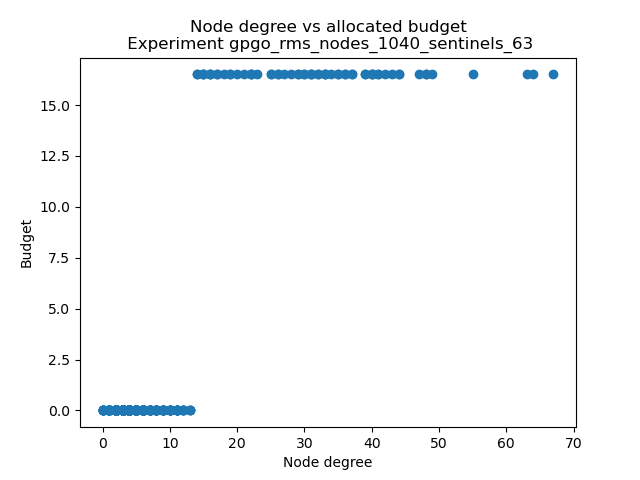 Node degree vs allocated budget
Experiment gpgo_rms_nodes_1040_sentinels_63
15.0
12.5
10.0
7.5
5.0
2.5
0.0
Budget
0 10 20 30 40 50 60 70
Node degree